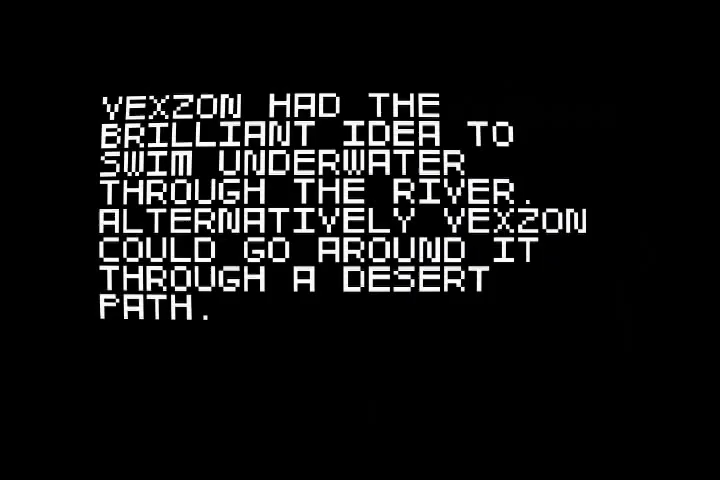 VEXZON HAD THE
BRILLIANT IDEA TO
SWIM UNDERWATER
THROUGH THE RIVER.
ALTERNATIVELY VEXZON
COULD GO AROUND IT
THROUGH A DESERT
PATH.